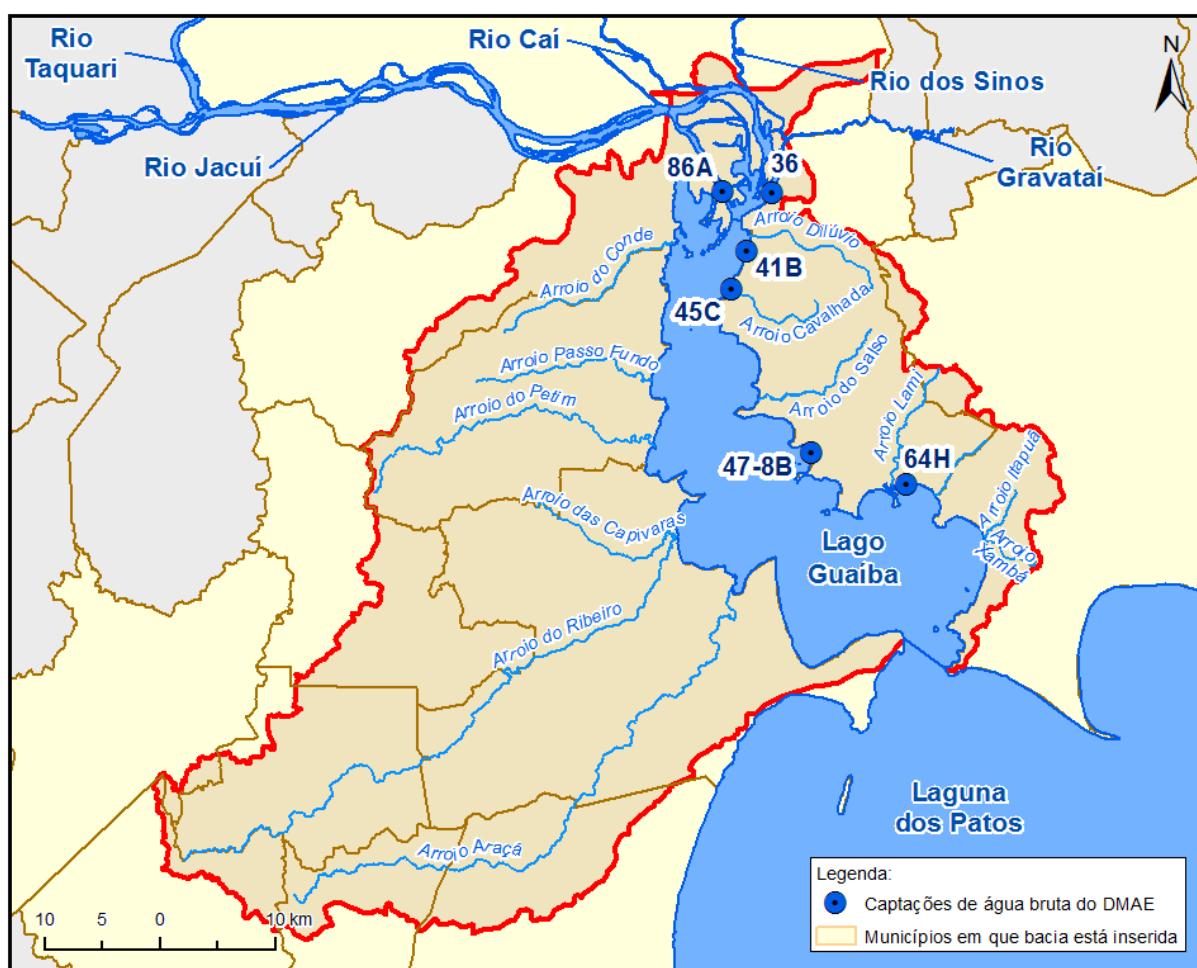 Rio
Taquari
Rio Caí
N
Rio dos Sinos
Rio Jacuí
86A
36
Rio
Gravataí
Arroio Dilúvio
Arroio do Conde
41B
45C
Arroio Cavalhada
Arroio Passo Fundo
Arroio do Salso
Arroio do Petim
Arroio Lami
47-8B
64H
Arroio Itapuã
Arroio das Capivaras
Arroio
Xambá
Lago
Guaíba
Arroio do Ribeiro
Laguna
dos Patos
Arroio Araçá
Legenda:
Captações de água bruta do DMAE
Municípios em que bacia está inserida
10 5 0 10 km